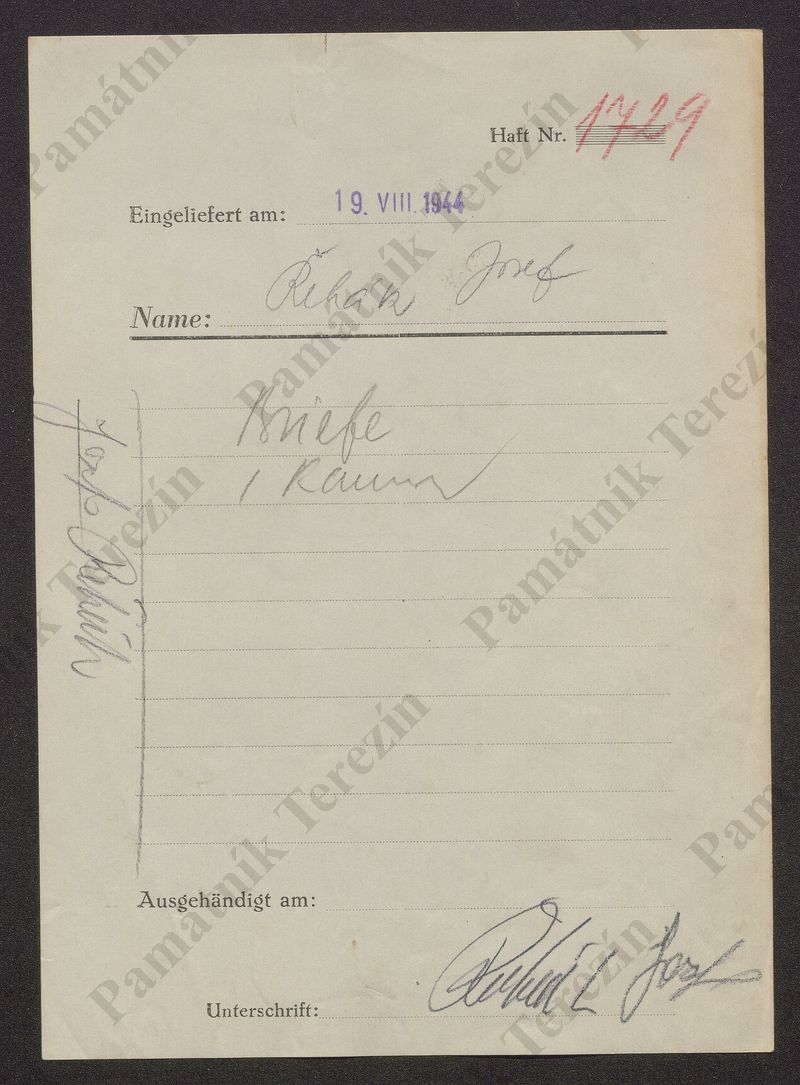 Haft Nr. 1729
Eingeliefert am: 19. VIII. 1944
Name: Řehák Josef
Briefe
1 Kamm
Josef Řehák
Ausgehändigt am:
Unterschrift: Řehák Josef
Památník Terezín